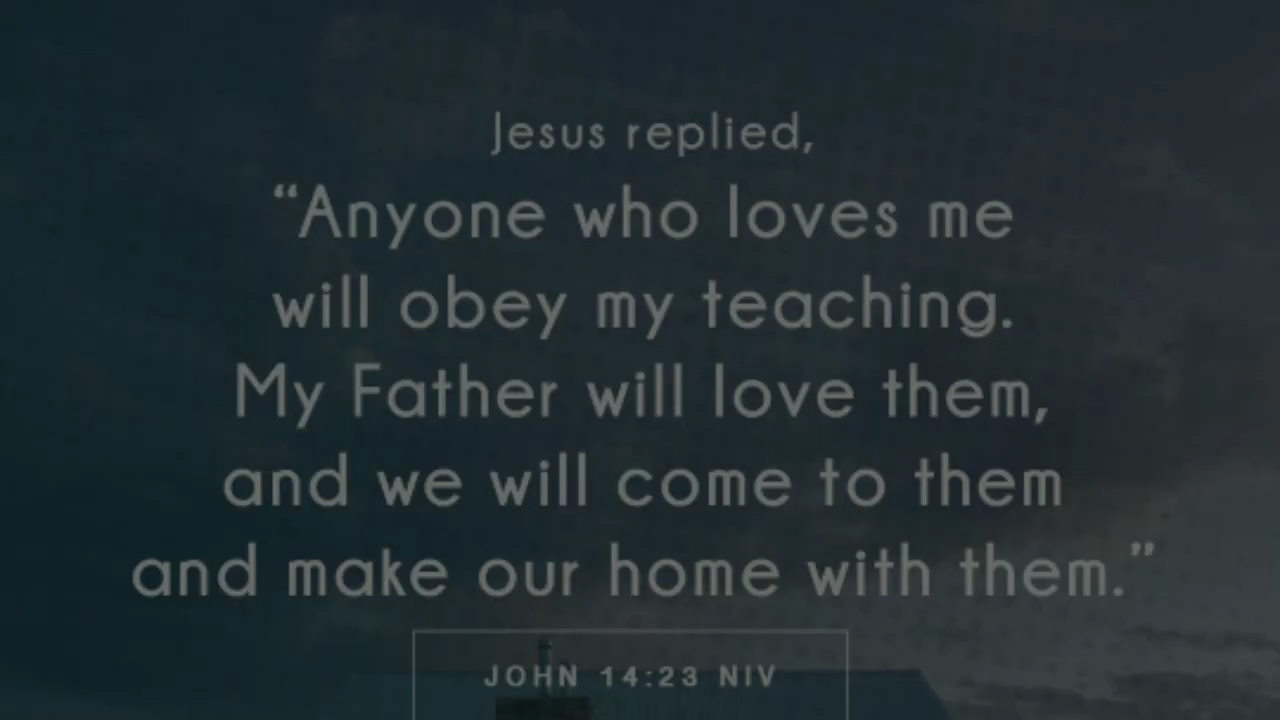 Jesus replied,
“Anyone who loves me
will obey my teaching.
My Father will love them,
and we will come to them
and make our home with them.”
JOHN 14:23 NIV